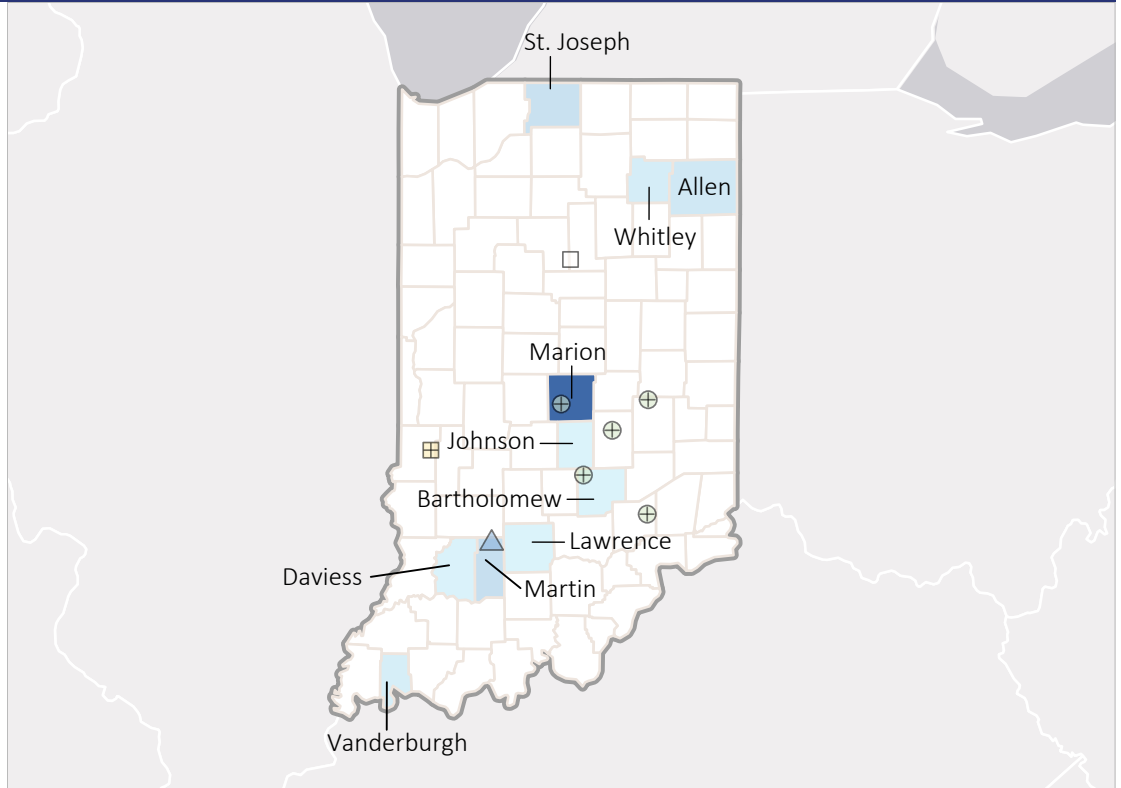 St. Joseph
Allen
Whitley
Marion
Johnson
Bartholomew
Lawrence
Daviess
Martin
Vanderburgh